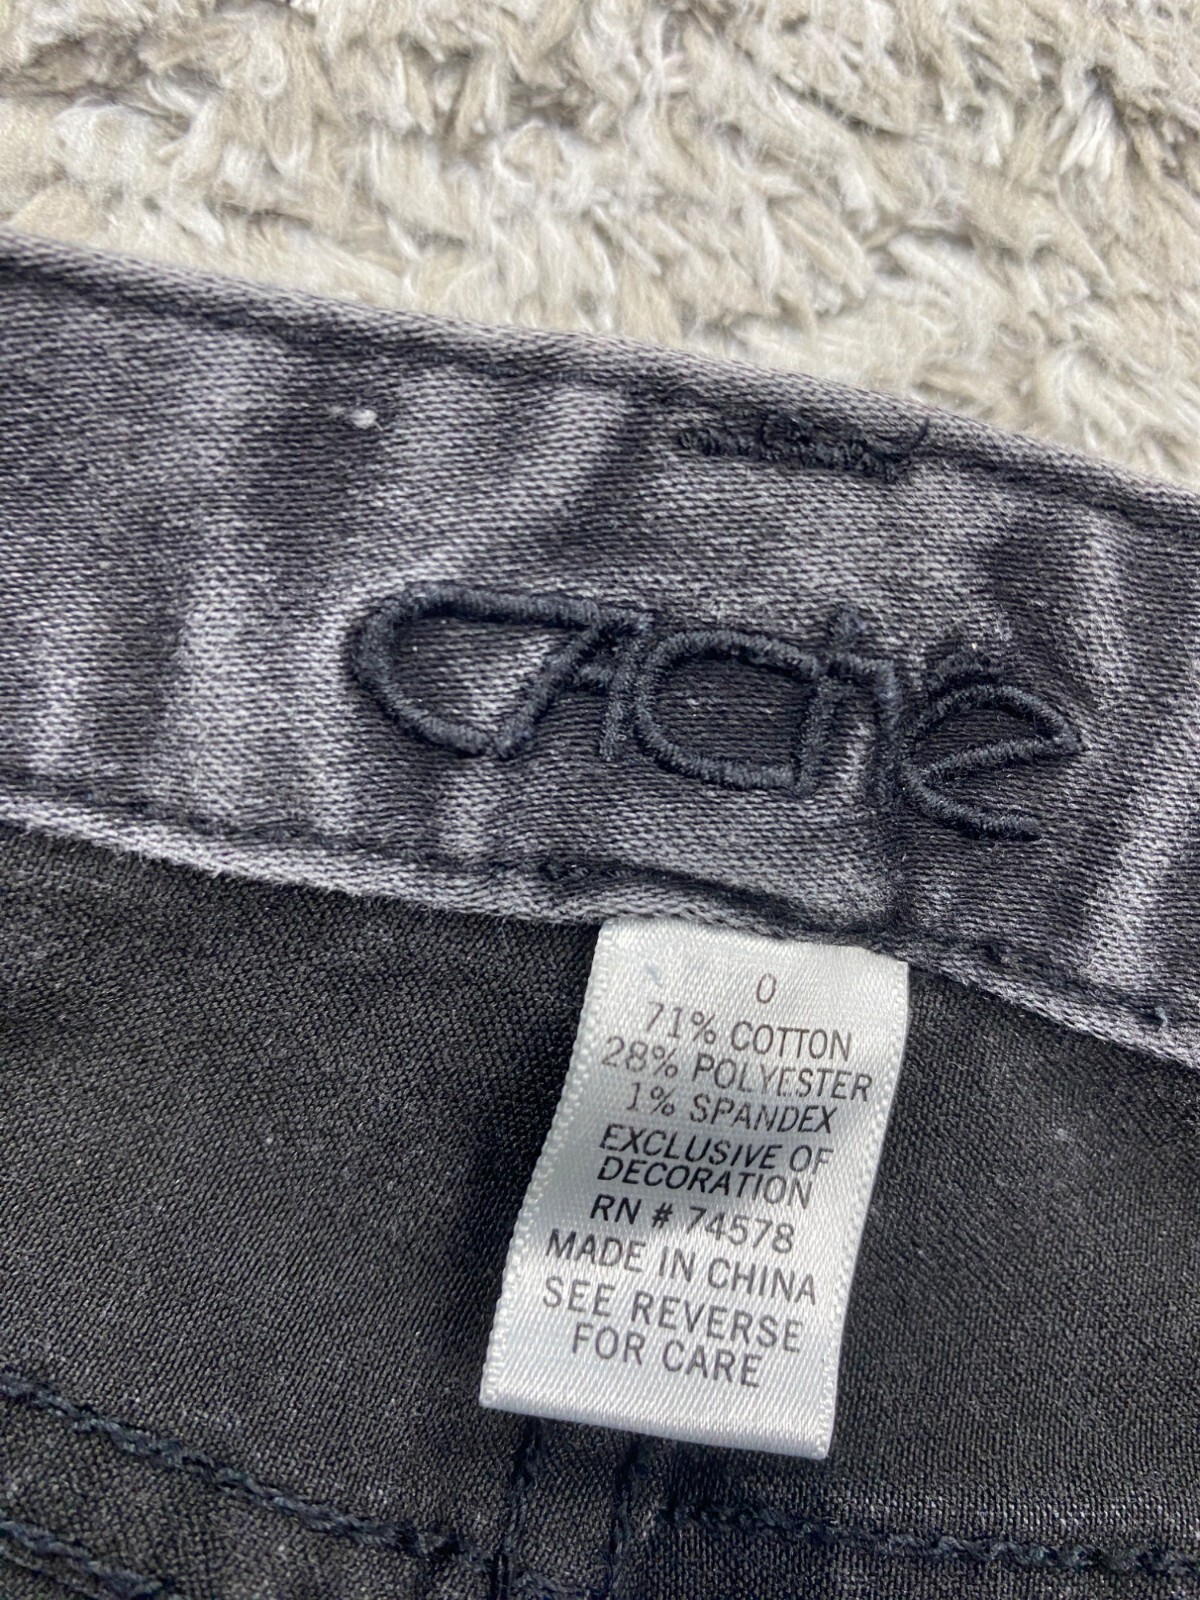 Caché
0
71% COTTON
28% POLYESTER
1% SPANDEX
EXCLUSIVE OF
DECORATION
RN # 74578
MADE IN CHINA
SEE REVERSE
FOR CARE